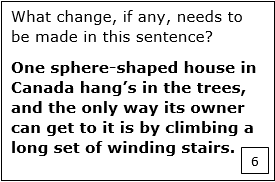 What change, if any, needs to
be made in this sentence?
One sphere-shaped house in
Canada hang’s in the trees,
and the only way its owner
can get to it is by climbing a
long set of winding stairs.
6